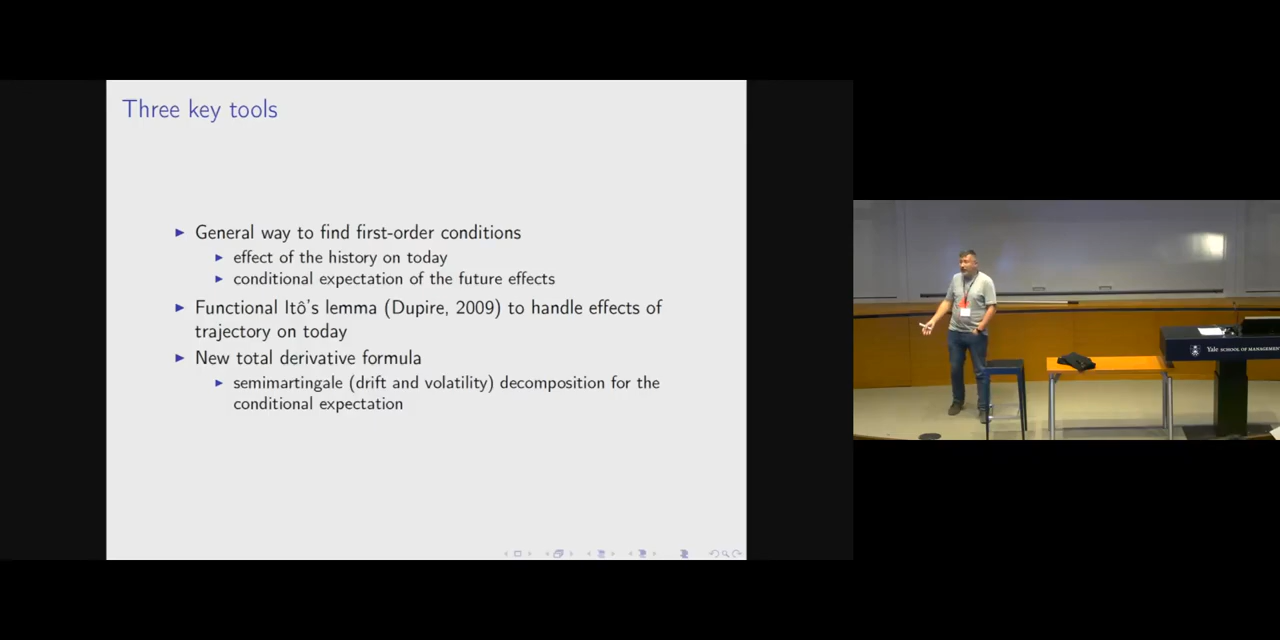 Three key tools
General way to find first-order conditions
effect of the history on today
conditional expectation of the future effects
Functional Itô's lemma (Dupire, 2009) to handle effects of
trajectory on today
New total derivative formula
semimartingale (drift and volatility) decomposition for the
conditional expectation
Yale SCHOOL OF MANAGEMENT